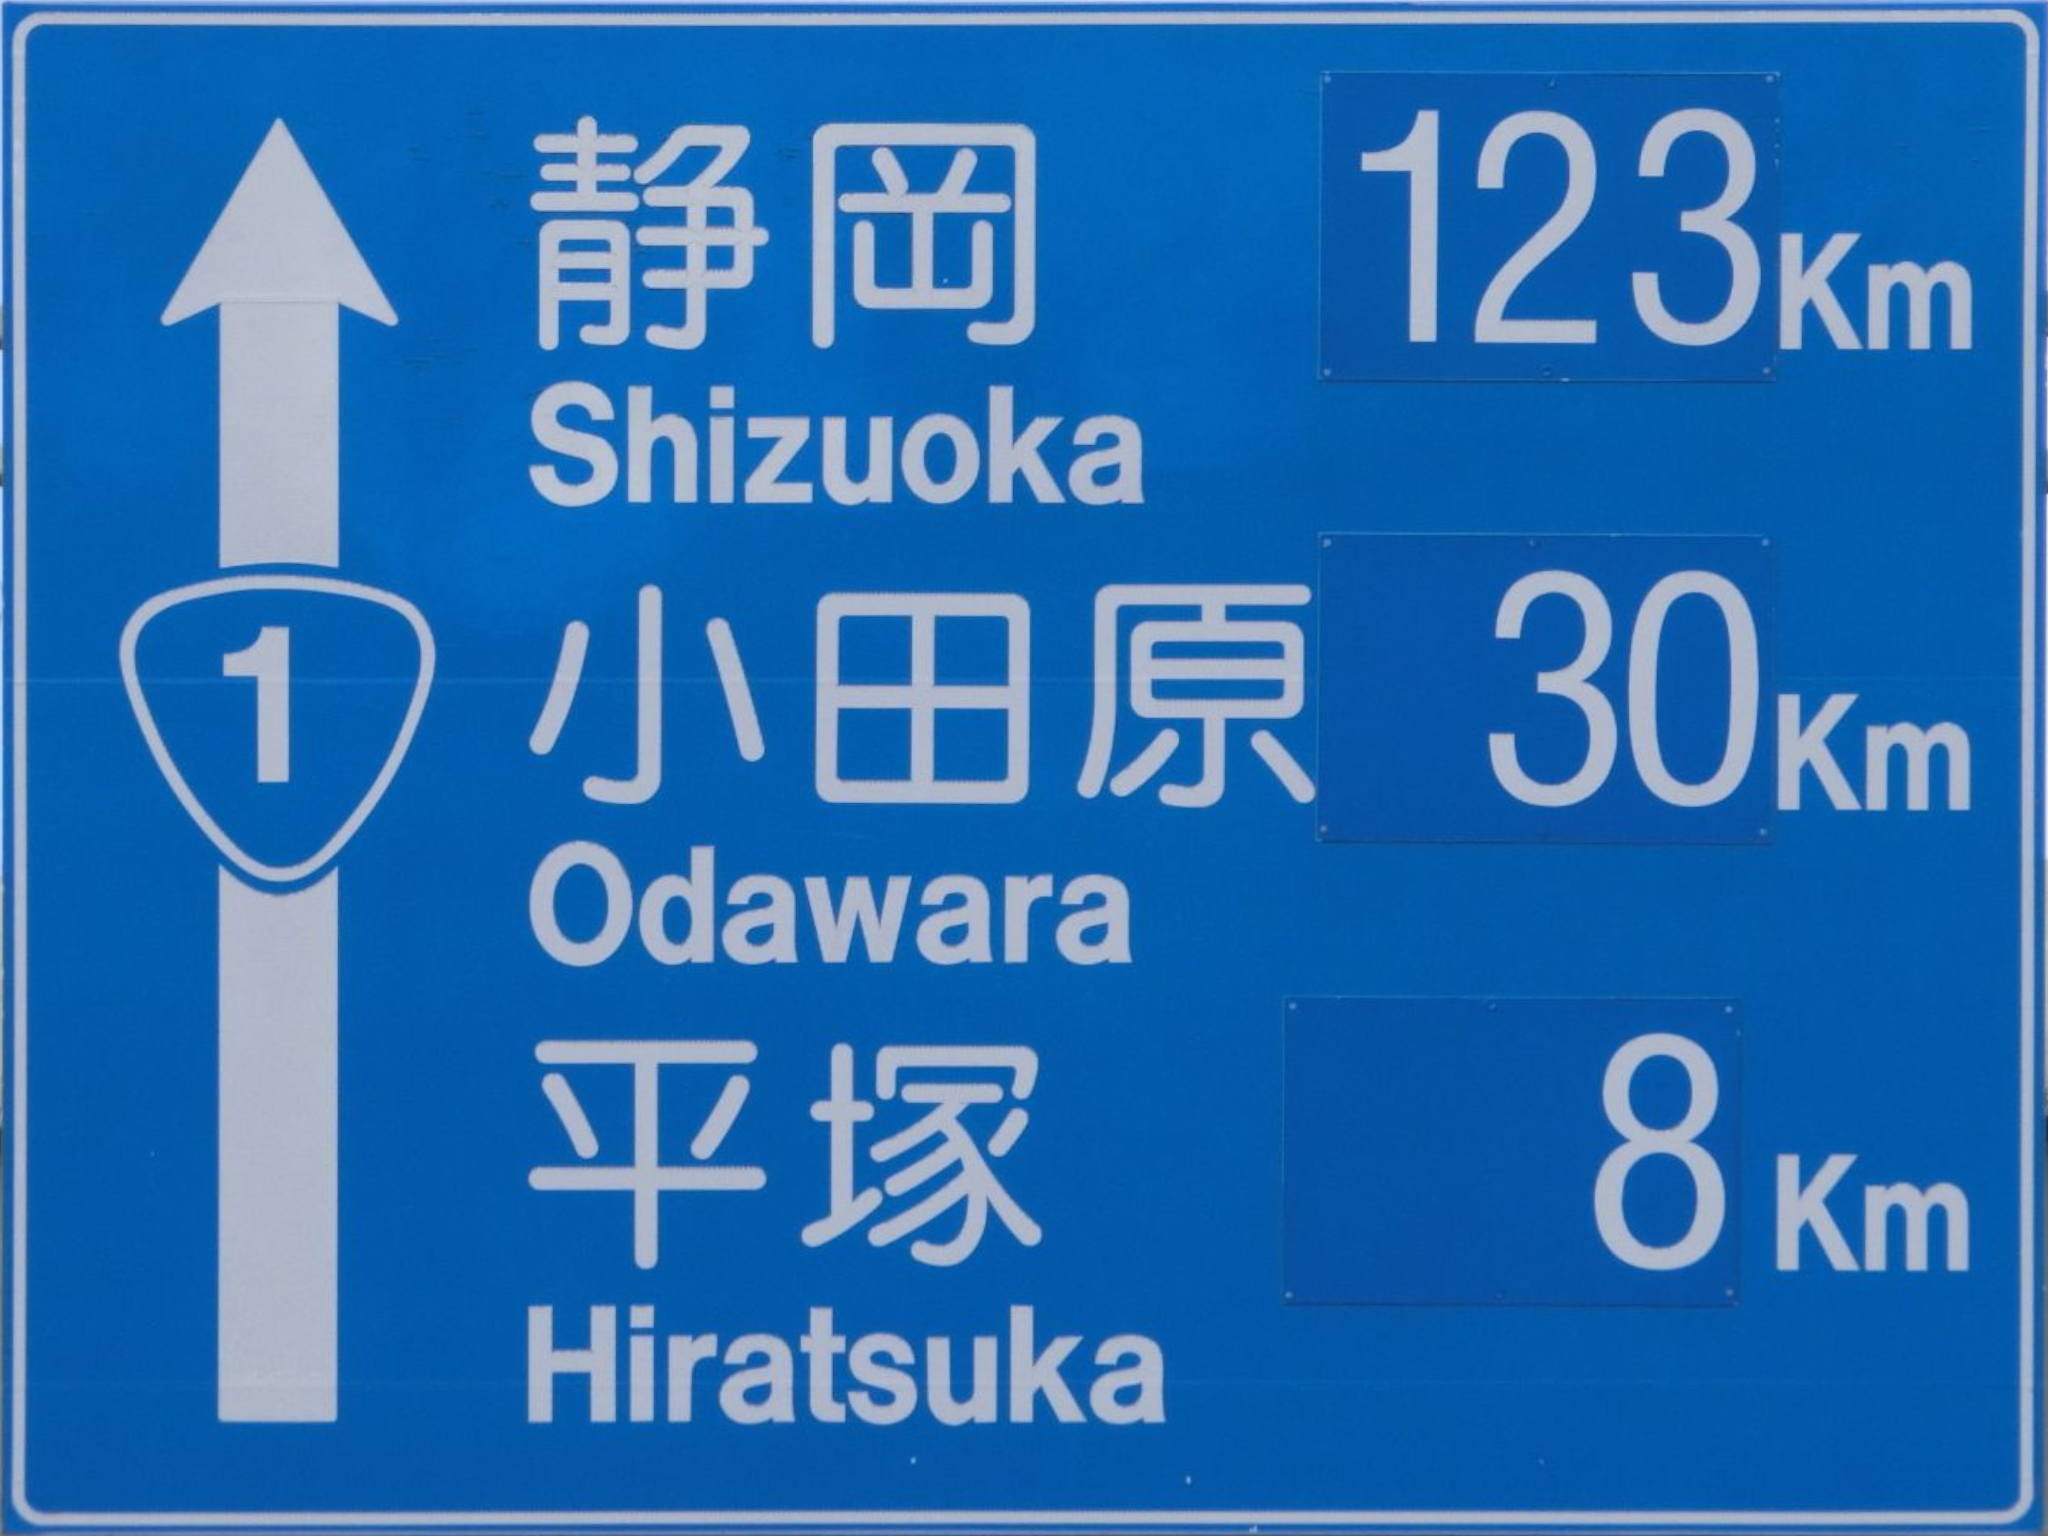 静岡 123Km
Shizuoka
1
小田原 30Km
Odawara
平塚 8Km
Hiratsuka